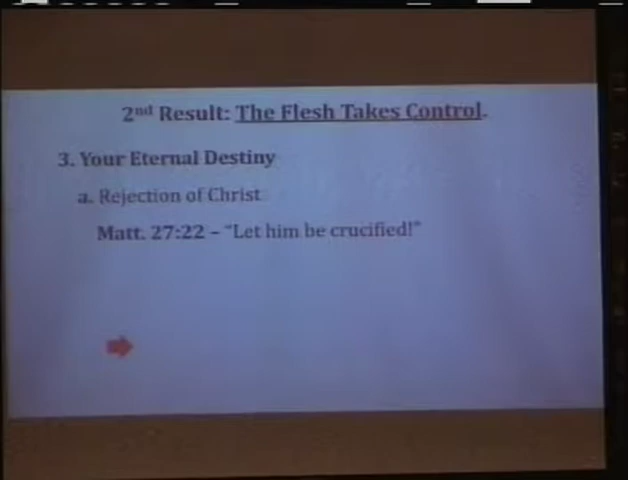 2nd Result: The Flesh Takes Control.
3. Your Eternal Destiny
a. Rejection of Christ
Matt. 27:22 – "Let him be crucified!"